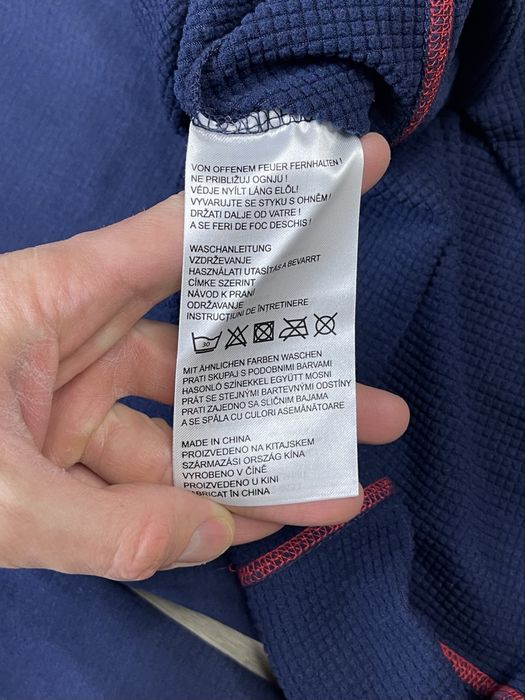 VON OFFENEM FEUER FERNHALTEN !
NE PRIBLIŽUJ OGNJU !
VÉDJE NYÍLT LÁNG ELŐL!
VYVARUJTE SE STYKU S OHNĚM !
DRŽATI DALJE OD VATRE !
A SE FERI DE FOC DESCHIS !
WASCHANLEITUNG
VZDRŽEVANJE
HASZNÁLATI UTASÍTÁS A BEVARRT
CÍMKE SZERINT
NÁVOD K PRANÍ
ODRŽAVANJE
INSTRUCŢIUNI DE ÎNTREŢINERE
30
MIT ÄHNLICHEN FARBEN WASCHEN
PRATI SKUPAJ S PODOBNIMI BARVAMI
HASONLÓ SZÍNEKKEL EGYÜTT MOSNI
PRÁT SE STEJNÝMI BARTEVNÝMI ODSTÍNY
PRATI ZAJEDNO SA SLIČNIM BAJAMA
A SE SPĂLA CU CULORI ASEMĂNĂTOARE
MADE IN CHINA
PROIZVEDENO NA KITAJSKEM
SZÁRMAZÁSI ORSZÁG KÍNA
VYROBENO V ČÍNĚ
PROIZVEDENO U KINI
FABRICAT ÎN CHINA